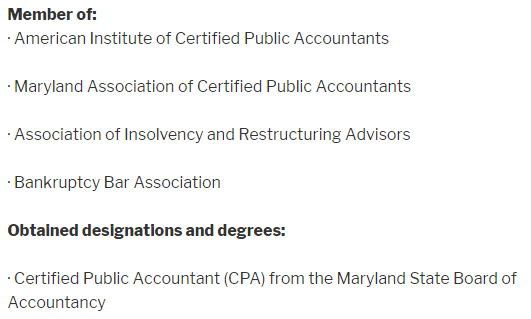 Member of:
· American Institute of Certified Public Accountants
· Maryland Association of Certified Public Accountants
· Association of Insolvency and Restructuring Advisors
· Bankruptcy Bar Association
Obtained designations and degrees:
· Certified Public Accountant (CPA) from the Maryland State Board of
Accountancy